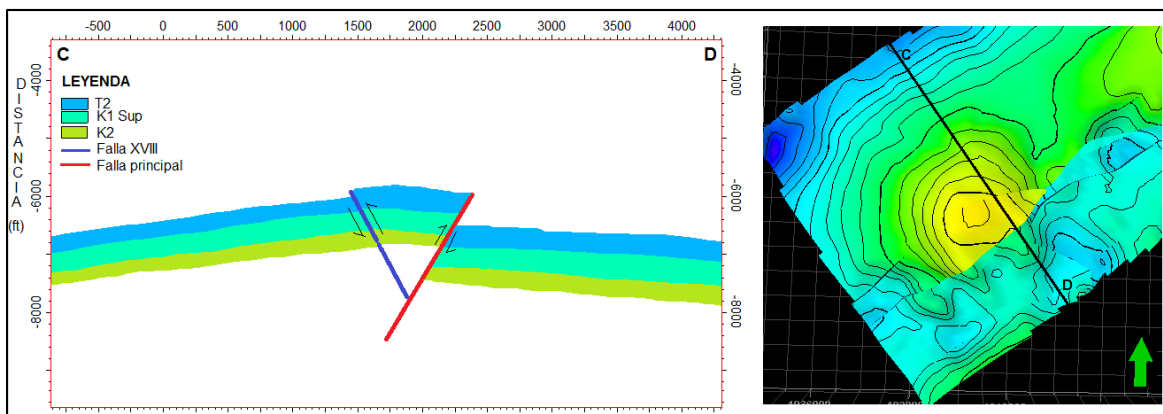 -500 0 500 1000 1500 2000 2500 3000 3500 4000
C
D
LEYENDA
T2
K1 Sup
K2
Falla XVIII
Falla principal
DISTANCIA
(ft)
-4000
-6000
-8000
-4000
-6000
-8000
C
D